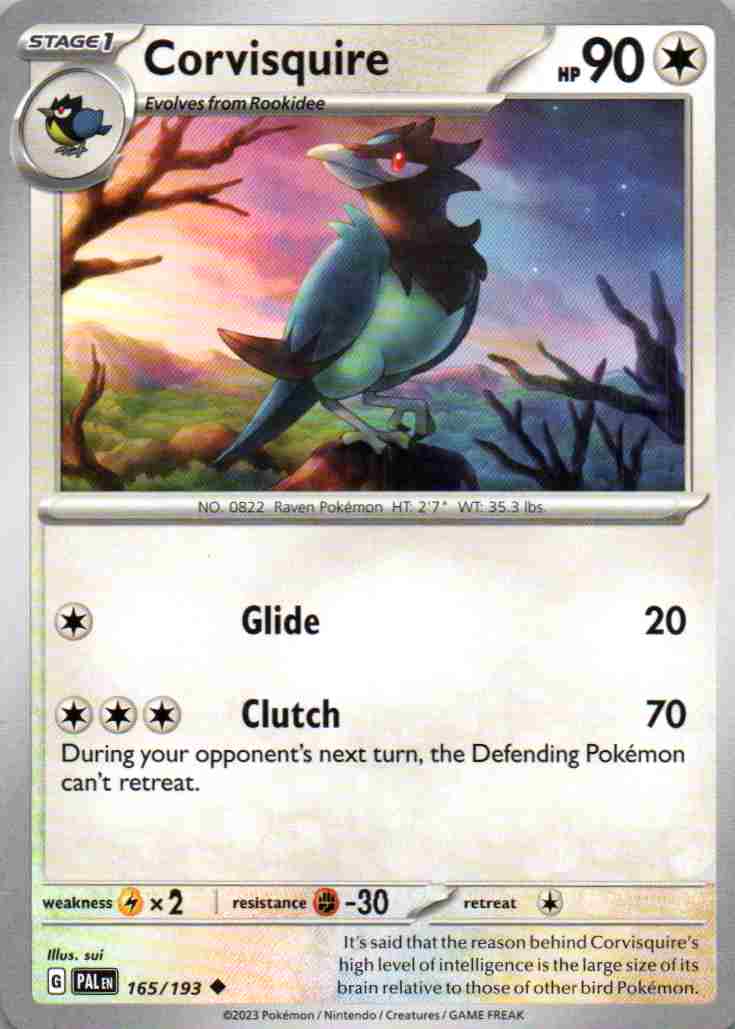 STAGE1
Corvisquire
HP 90
Evolves from Rookidee
NO. 0822 Raven Pokémon HT: 2'7" WT: 35.3 lbs.
Glide 20
Clutch 70
During your opponent's next turn, the Defending Pokémon
can't retreat.
weakness ×2 resistance -30 retreat
Illus. sui
It's said that the reason behind Corvisquire's
high level of intelligence is the large size of its
brain relative to those of other bird Pokémon.
G PAL EN 165/193
©2023 Pokémon / Nintendo / Creatures / GAME FREAK